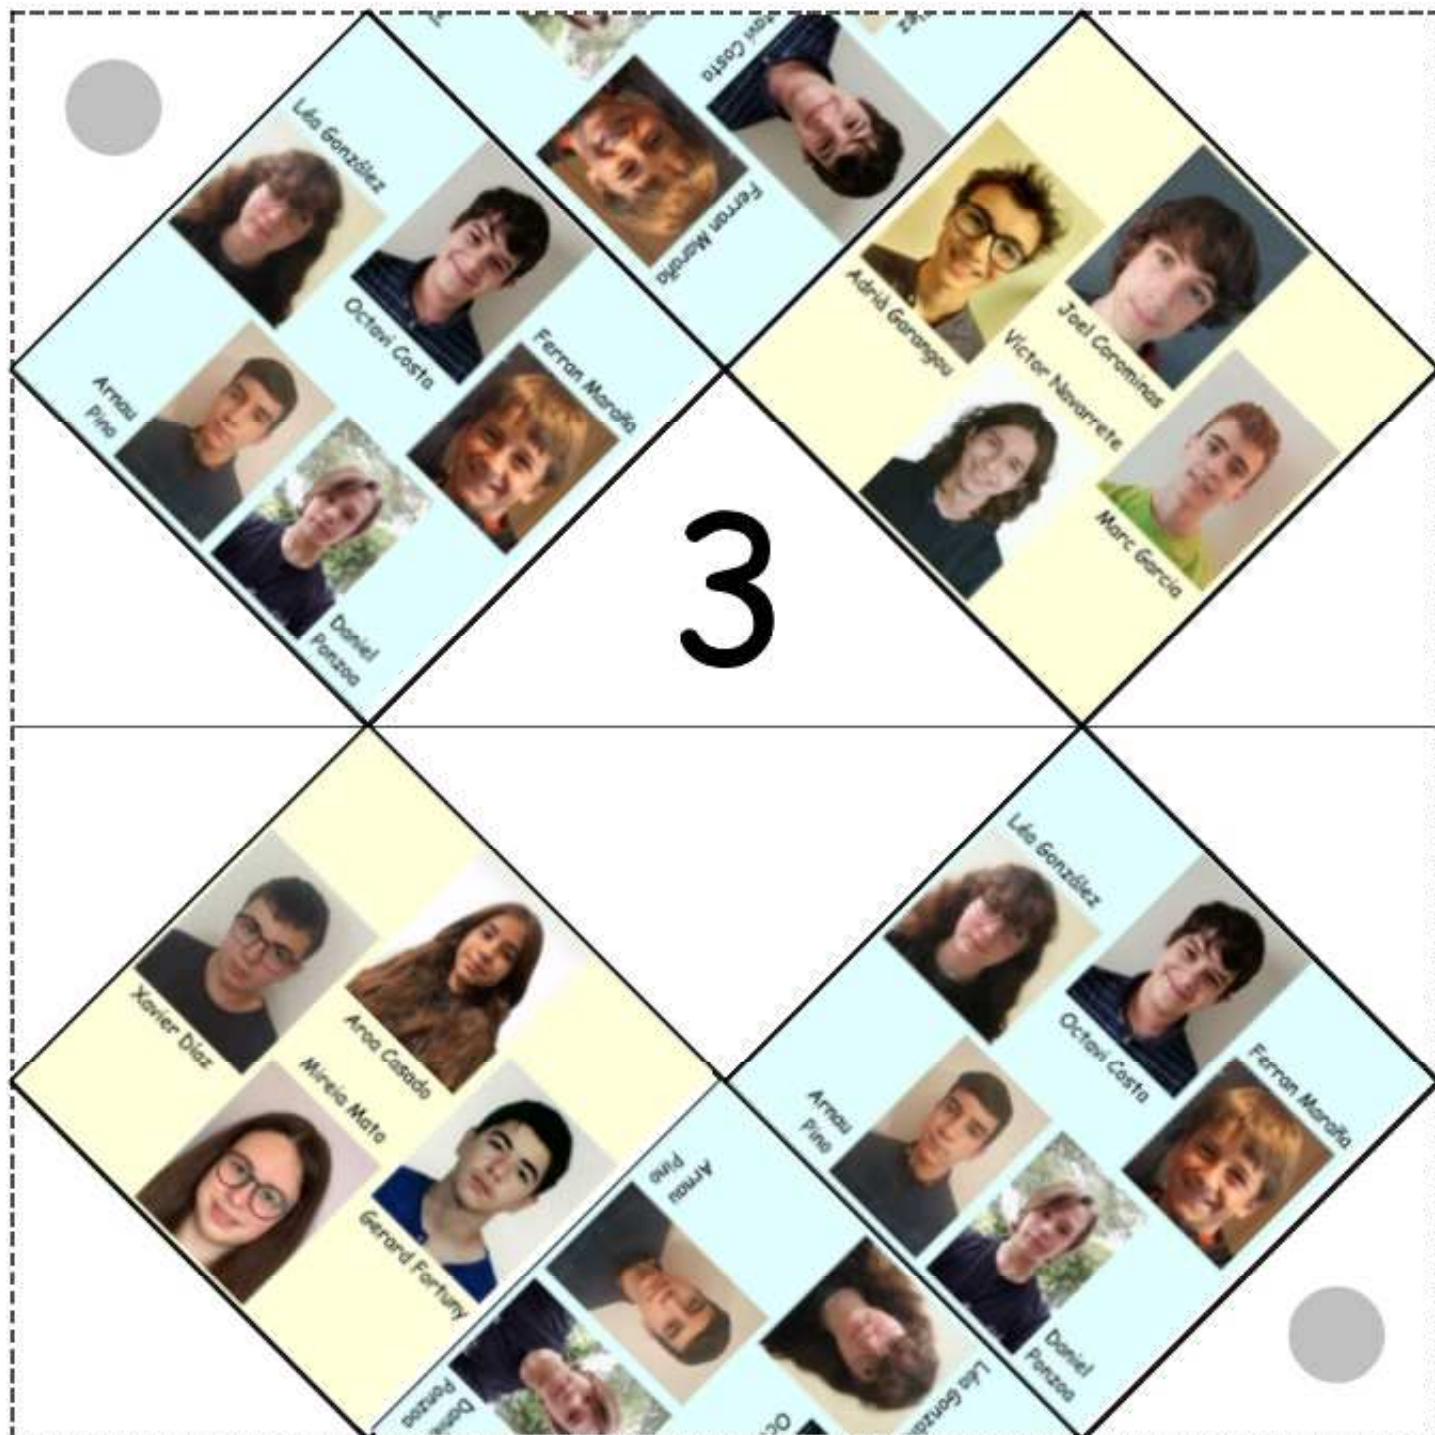 Octavi Costa
Ferran Maraña
Léa González
Octavi Costa
Ferran Maraña
Arnau
Pino
Daniel
Ponzoa
Adrià Garangou
Joel Corominas
Víctor Navarrete
Marc Garcia
3
Xavier Díaz
Aroa Casado
Mireia Mata
Gerard Fortuny
Léa González
Octavi Costa
Ferran Maraña
Arnau
Pino
Daniel
Ponzoa
Arnau
Pino
Ponzoa